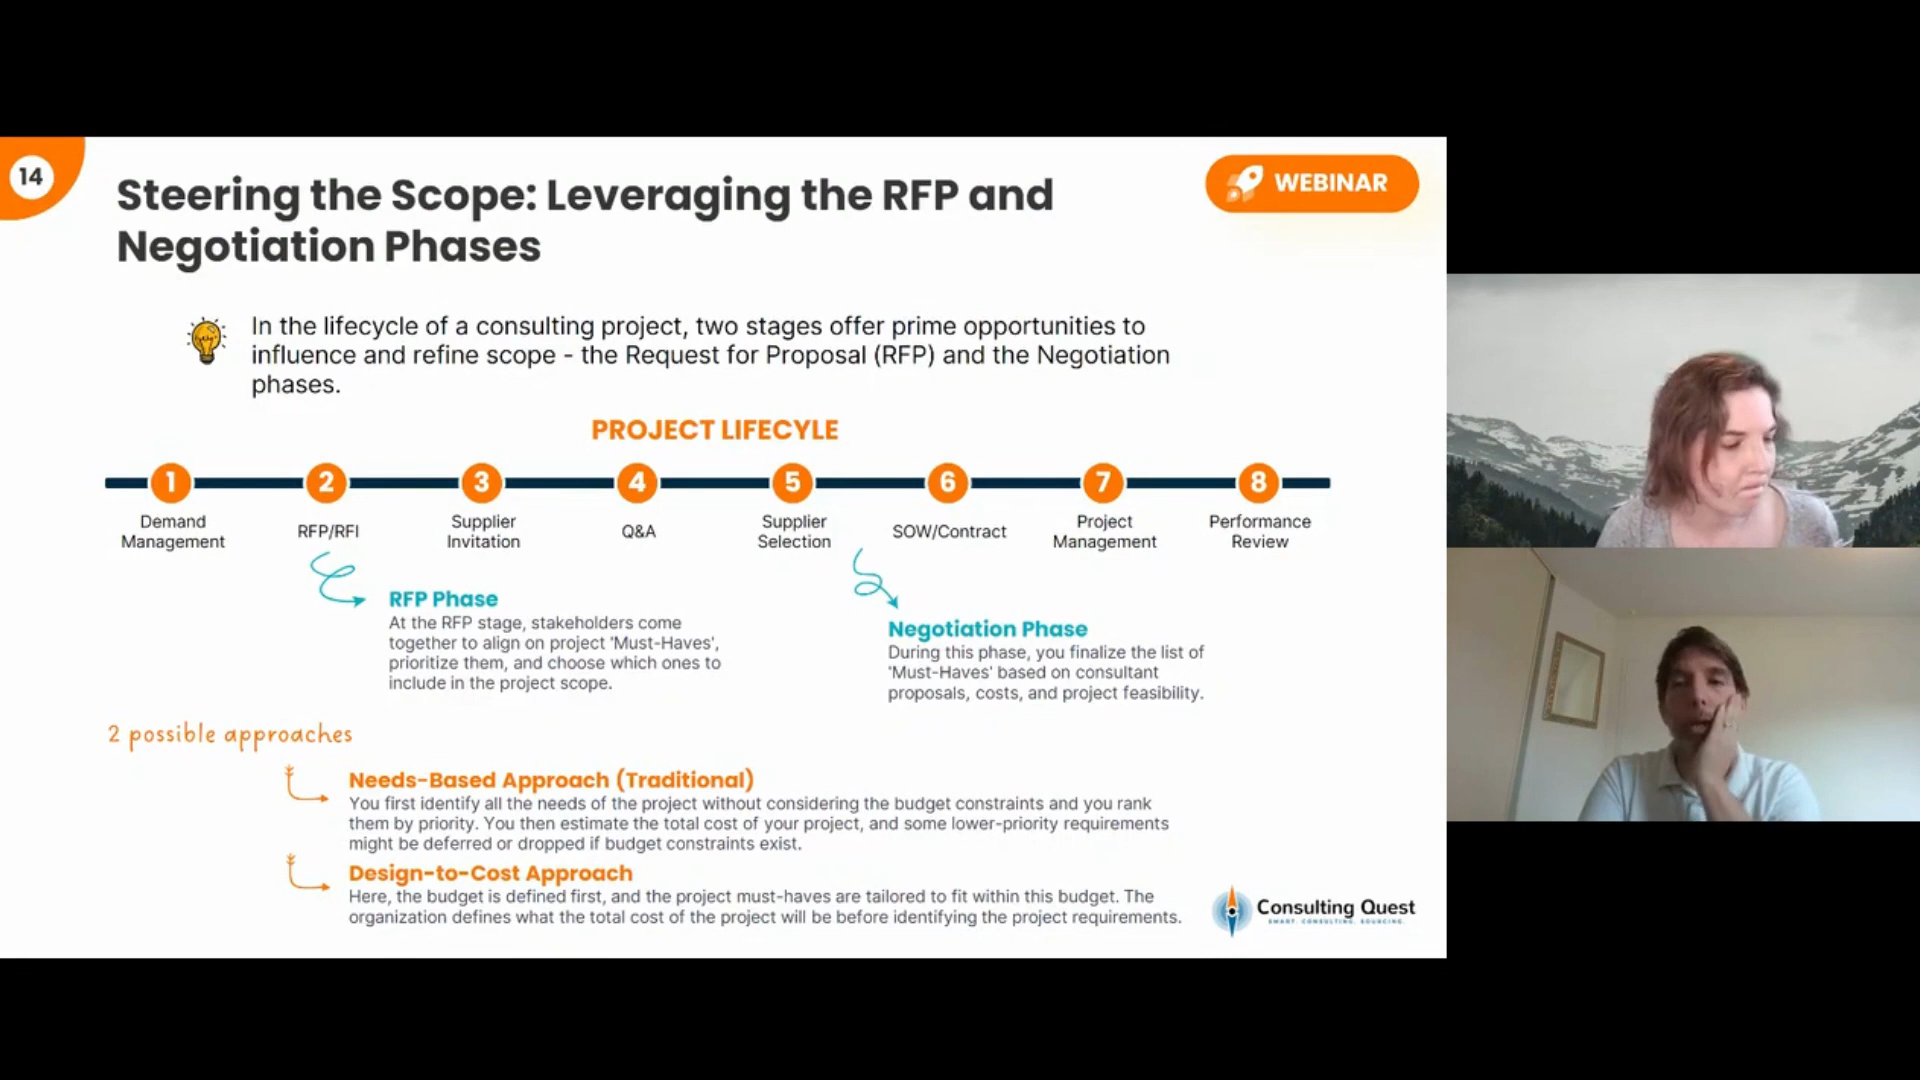 14
Steering the Scope: Leveraging the RFP and
Negotiation Phases
WEBINAR
In the lifecycle of a consulting project, two stages offer prime opportunities to
influence and refine scope - the Request for Proposal (RFP) and the Negotiation
phases.
PROJECT LIFECYLE
1 2 3 4 5 6 7 8
Demand
Management
RFP/RFI
Supplier
Invitation
Q&A
Supplier
Selection
SOW/Contract
Project
Management
Performance
Review
RFP Phase
At the RFP stage, stakeholders come
together to align on project 'Must-Haves',
prioritize them, and choose which ones to
include in the project scope.
Negotiation Phase
During this phase, you finalize the list of
'Must-Haves' based on consultant
proposals, costs, and project feasibility.
2 possible approaches
Needs-Based Approach (Traditional)
You first identify all the needs of the project without considering the budget constraints and you rank
them by priority. You then estimate the total cost of your project, and some lower-priority requirements
might be deferred or dropped if budget constraints exist.
Design-to-Cost Approach
Here, the budget is defined first, and the project must-haves are tailored to fit within this budget. The
organization defines what the total cost of the project will be before identifying the project requirements.
Consulting Quest
SMART. CONSULTING. SOURCING.